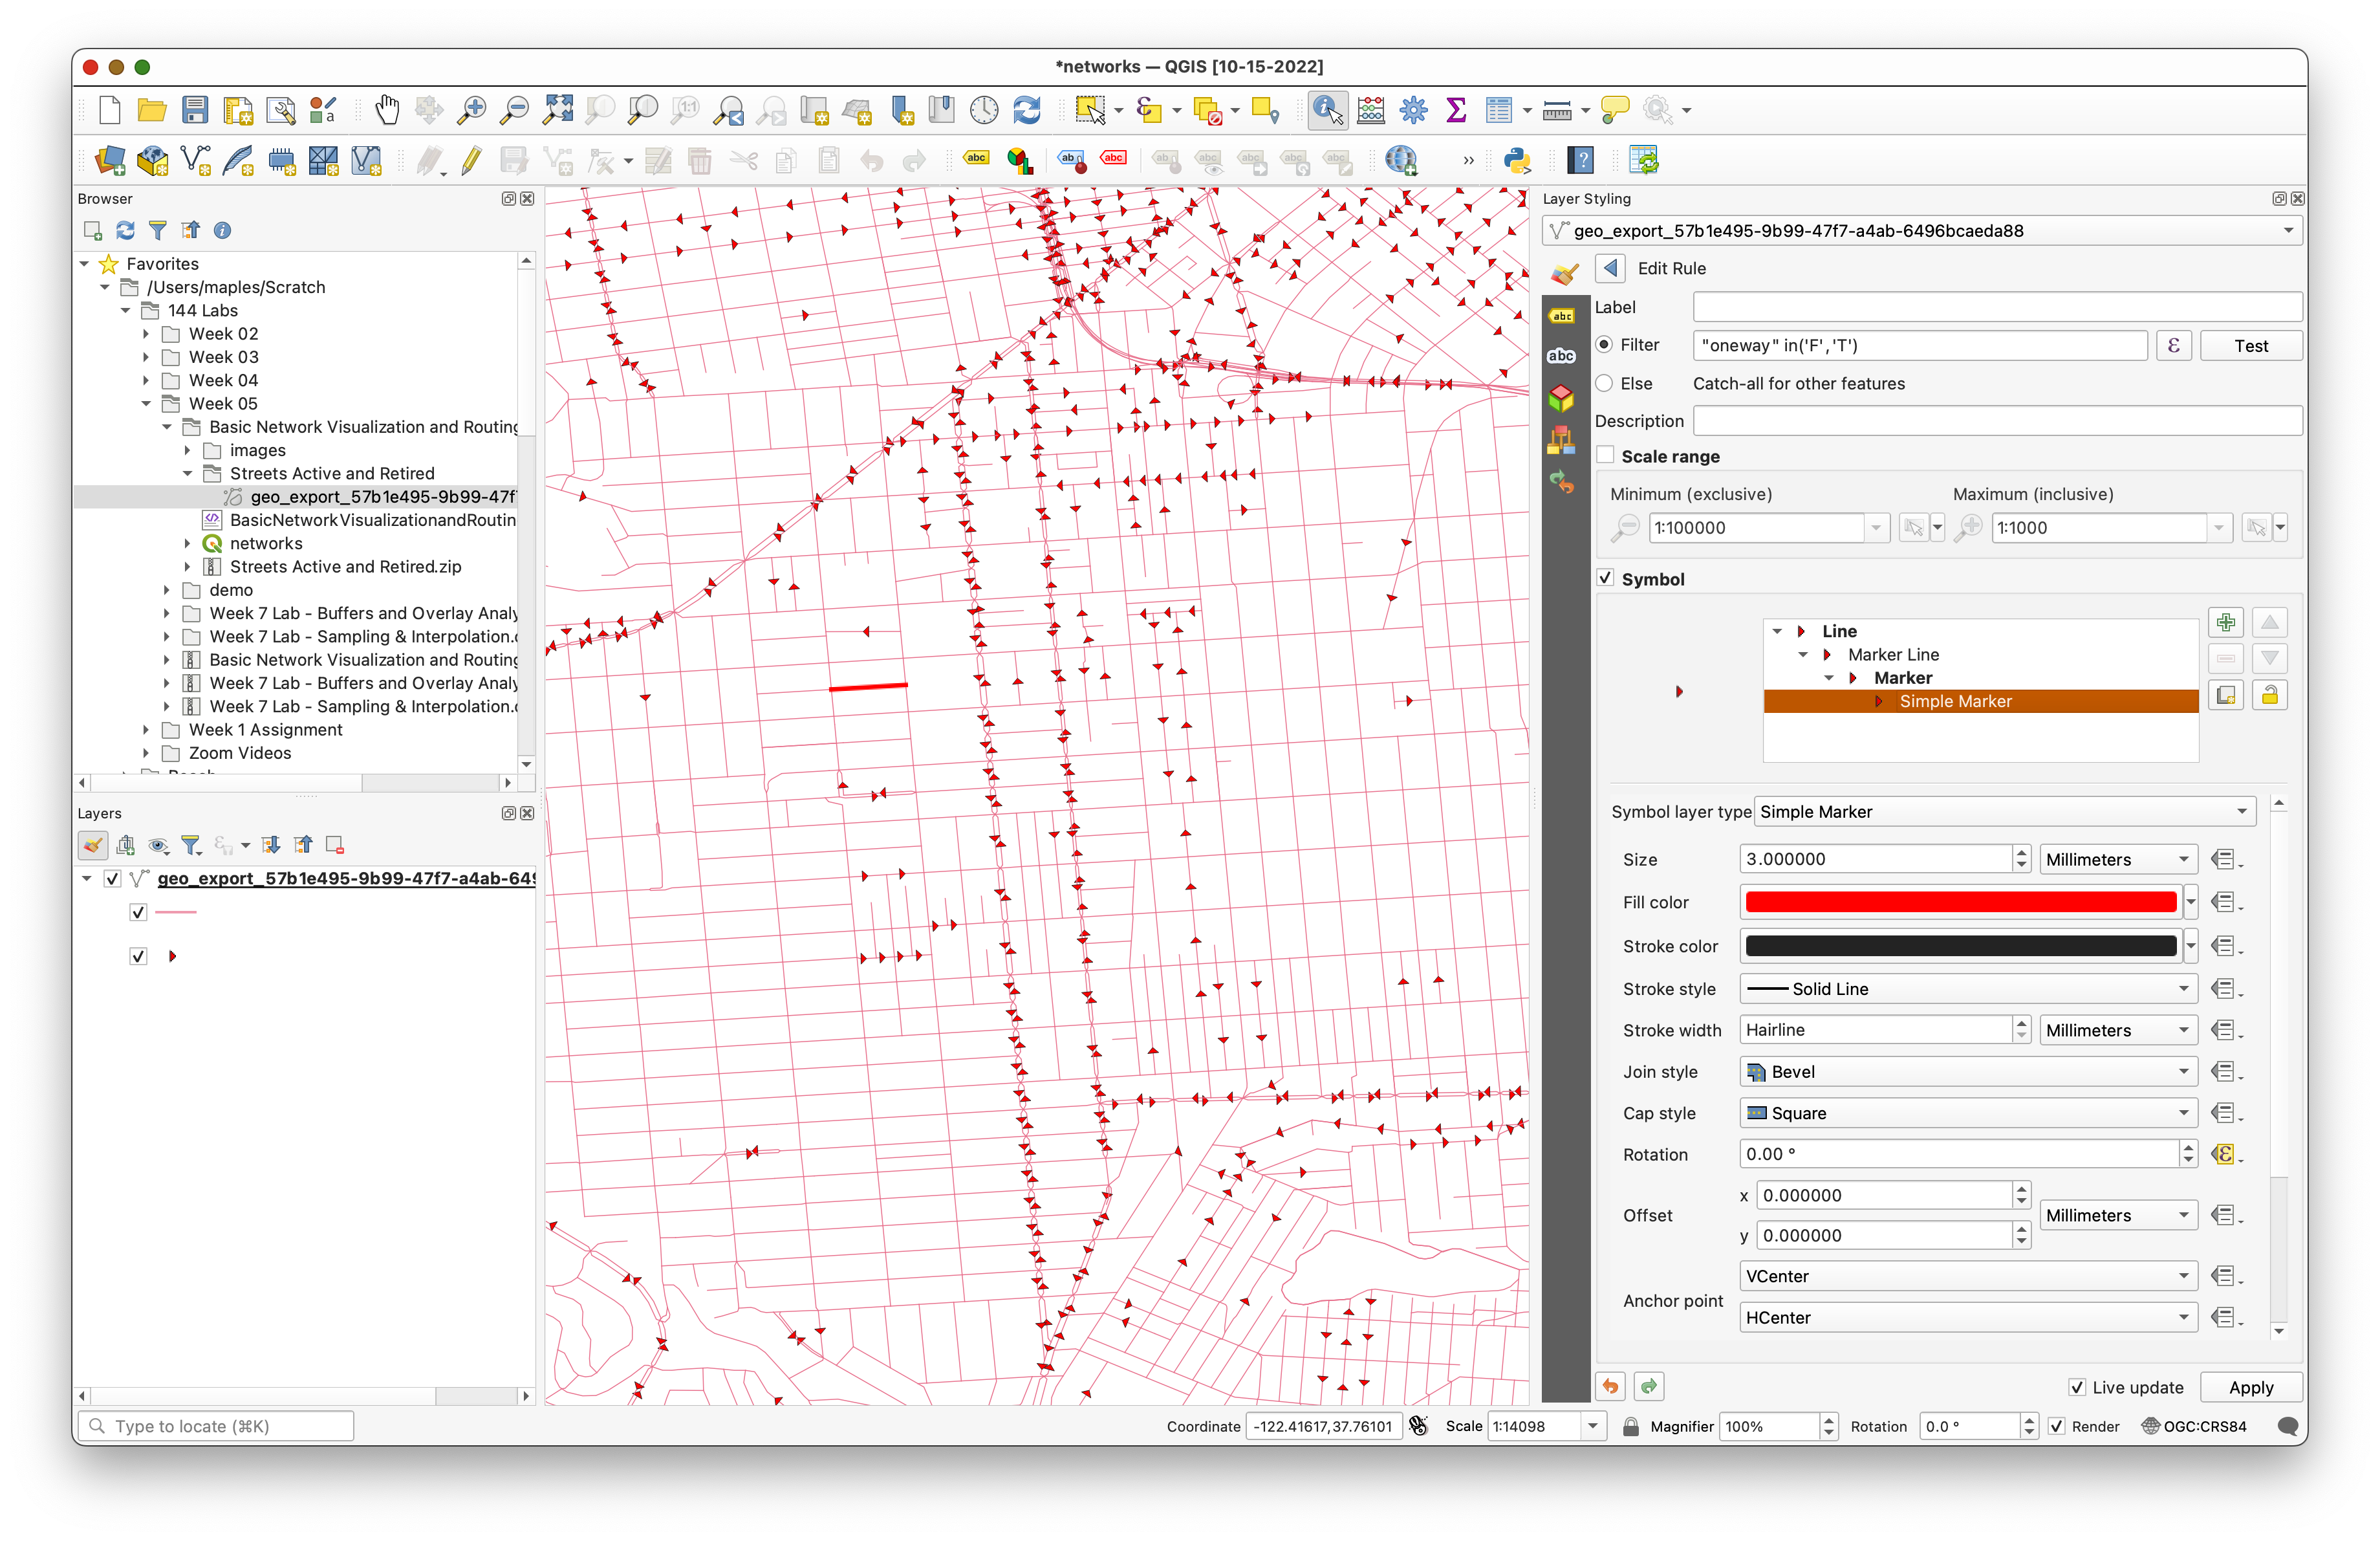 *networks — QGIS [10-15-2022]
Browser
Favorites
/Users/maples/Scratch
144 Labs
Week 02
Week 03
Week 04
Week 05
Basic Network Visualization and Routing
images
Streets Active and Retired
geo_export_57b1e495-9b99-47f
BasicNetworkVisualizationandRoutin
networks
Streets Active and Retired.zip
demo
Week 7 Lab - Buffers and Overlay Analy
Week 7 Lab - Sampling & Interpolation.
Basic Network Visualization and Routing
Week 7 Lab - Buffers and Overlay Analy
Week 7 Lab - Sampling & Interpolation.
Week 1 Assignment
Zoom Videos
Layers
geo_export_57b1e495-9b99-47f7-a4ab-649
Type to locate (⌘K)
Layer Styling
geo_export_57b1e495-9b99-47f7-a4ab-6496bcaeda88
Edit Rule
Label
Filter "oneway" in('F','T') ε Test
Else Catch-all for other features
Description
Scale range
Minimum (exclusive) Maximum (inclusive)
1:100000 1:1000
Symbol
Line
Marker Line
Marker
Simple Marker
Symbol layer type Simple Marker
Size 3.000000 Millimeters
Fill color
Stroke color
Stroke style Solid Line
Stroke width Hairline Millimeters
Join style Bevel
Cap style Square
Rotation 0.00 °
x 0.000000
Offset Millimeters
y 0.000000
VCenter
Anchor point
HCenter
Live update Apply
Coordinate -122.41617,37.76101 Scale 1:14098 Magnifier 100% Rotation 0.0 ° Render OGC:CRS84